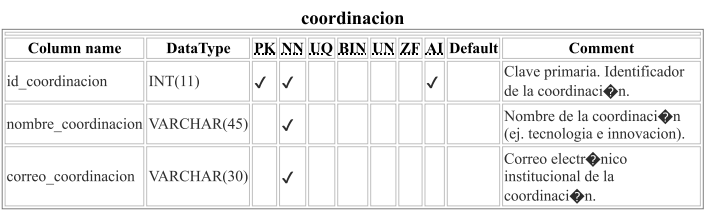 coordinacion
Column name DataType PK NN UQ BIN UN ZF AI Default Comment
id_coordinacion INT(11) ✓ ✓ ✓ Clave primaria. Identificador
de la coordinaci�n.
nombre_coordinacion VARCHAR(45) ✓ Nombre de la coordinaci�n
(ej. tecnologia e innovacion).
correo_coordinacion VARCHAR(30) ✓ Correo electr�nico
institucional de la
coordinaci�n.